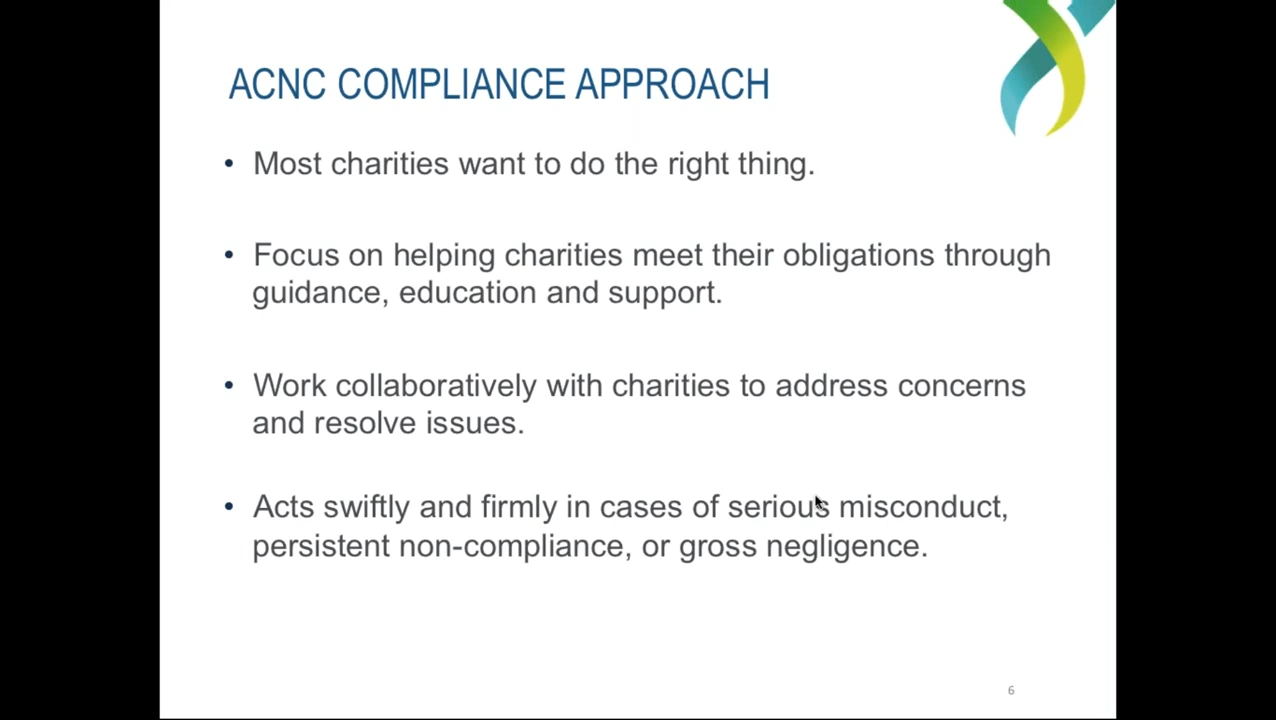 ACNC COMPLIANCE APPROACH
• Most charities want to do the right thing.
• Focus on helping charities meet their obligations through
guidance, education and support.
• Work collaboratively with charities to address concerns
and resolve issues.
• Acts swiftly and firmly in cases of serious misconduct,
persistent non-compliance, or gross negligence.
6